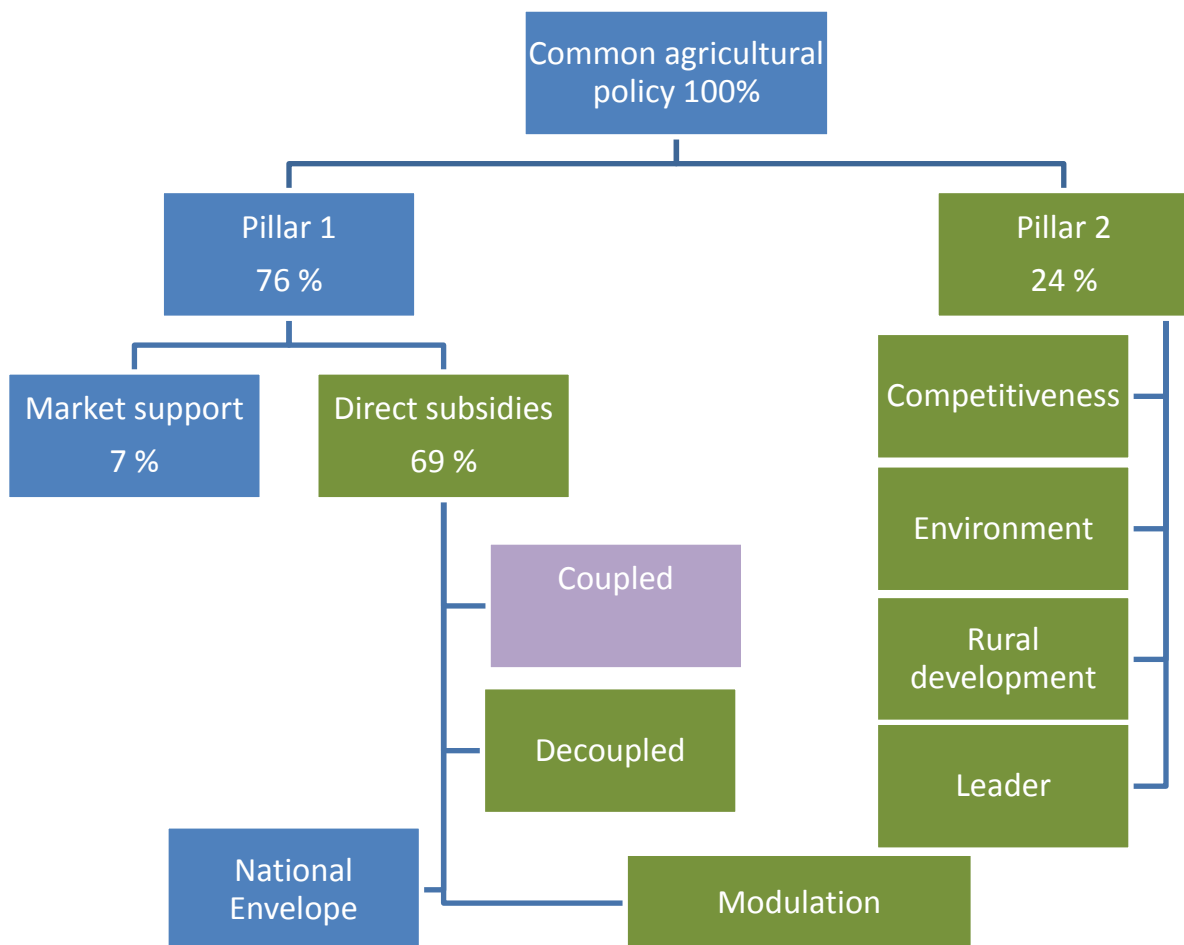 Common agricultural
policy 100%
Pillar 1
76 %
Pillar 2
24 %
Market support
7 %
Direct subsidies
69 %
Competitiveness
Environment
Coupled
Rural
development
Decoupled
Leader
National
Envelope
Modulation